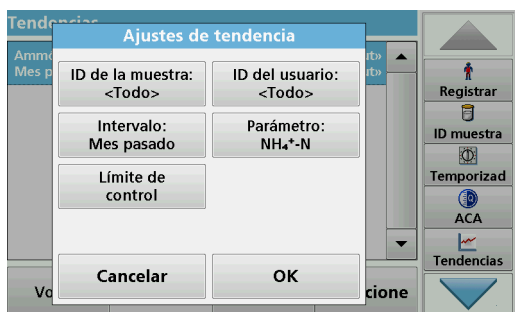 Tendencias
Ajustes de tendencia
ID de la muestra:
<Todo>
ID del usuario:
<Todo>
Intervalo:
Mes pasado
Parámetro:
NH₄⁺-N
Límite de
control
Cancelar
OK
Registrar
ID muestra
Temporizad
ACA
Tendencias